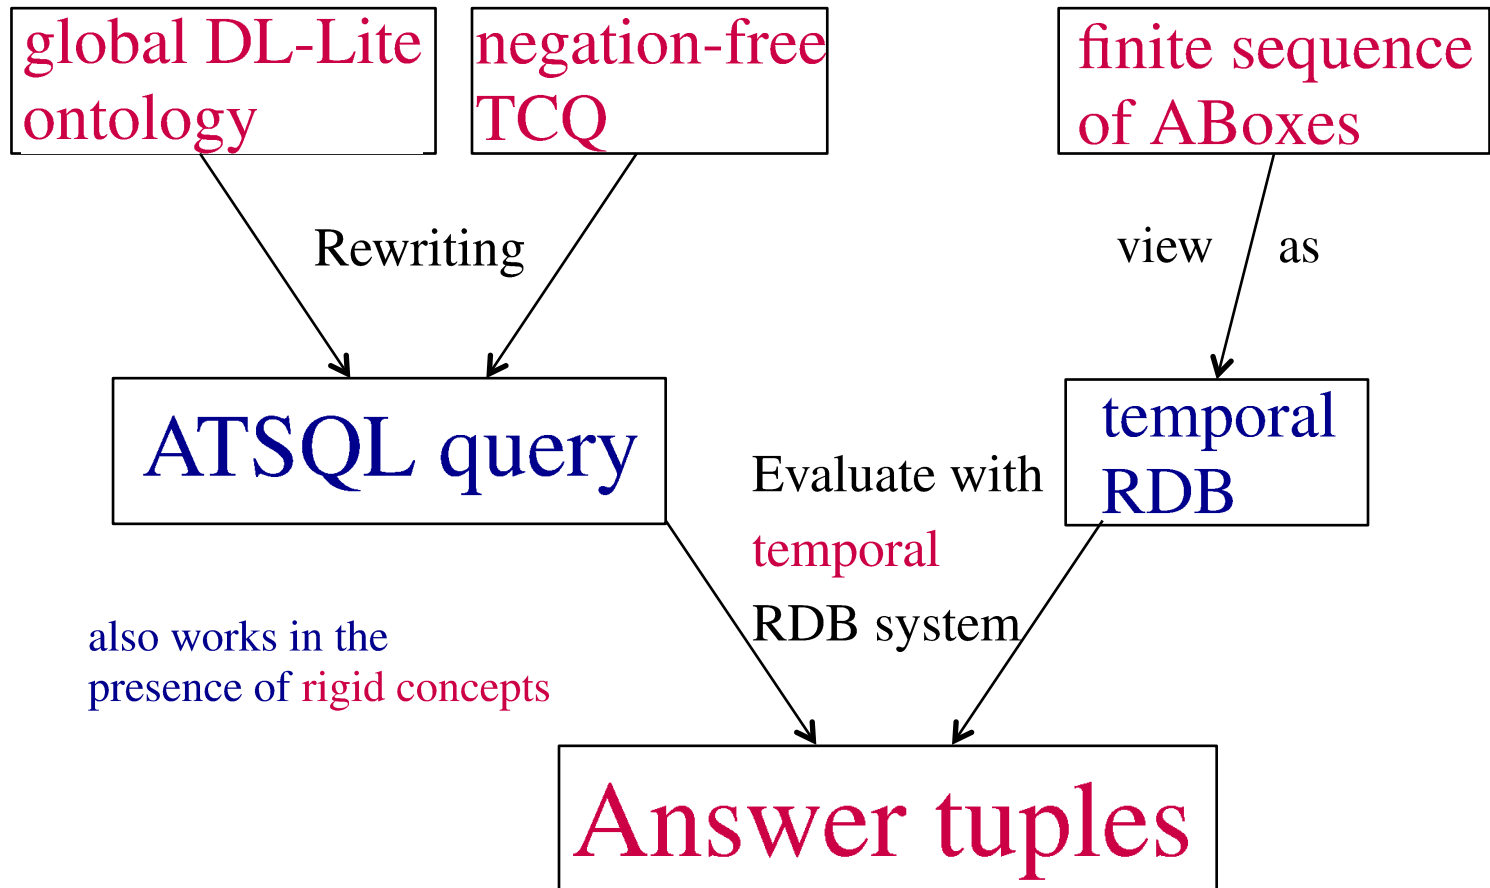 global DL-Lite
ontology
negation-free
TCQ
finite sequence
of ABoxes
Rewriting
view as
ATSQL query
temporal
RDB
Evaluate with
temporal
RDB system
also works in the
presence of rigid concepts
Answer tuples